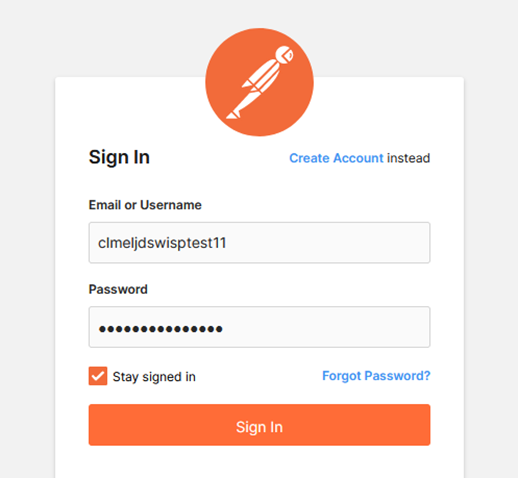 Sign In
Create Account instead
Email or Username
clmeljdswisptest11
Password
●●●●●●●●●●●●●●●
Stay signed in
Forgot Password?
Sign In